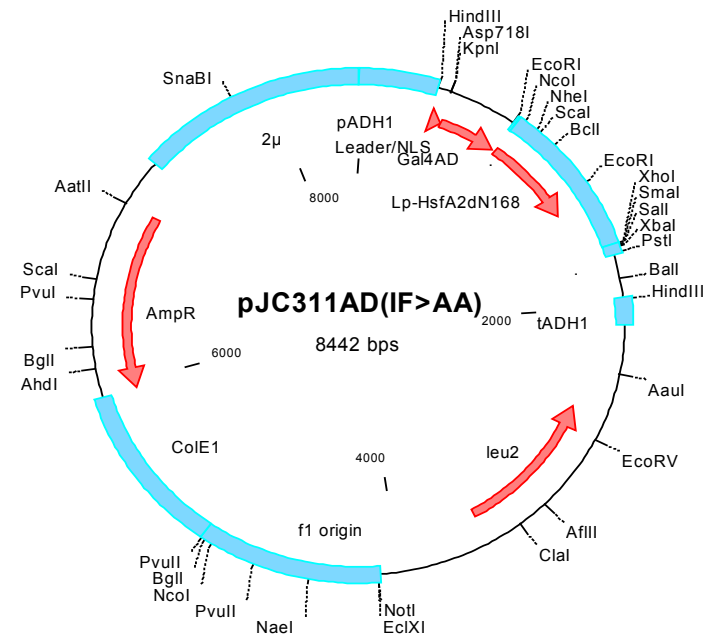 HindIII
Asp718I
KpnI
EcoRI
NcoI
NheI
ScaI
BclI
EcoRI
XhoI
SmaI
SalI
XbaI
PstI
BalI
HindIII
AauI
EcoRV
AflII
ClaI
NotI
EclXI
NaeI
PvuII
NcoI
BglI
PvuII
AhdI
BglI
PvuI
ScaI
AatII
SnaBI
2µ
pADH1
Leader/NLS
Gal4AD
Lp-HsfA2dN168
8000
pJC311AD(IF>AA)
8442 bps
2000
tADH1
AmpR
6000
ColE1
4000
leu2
f1 origin